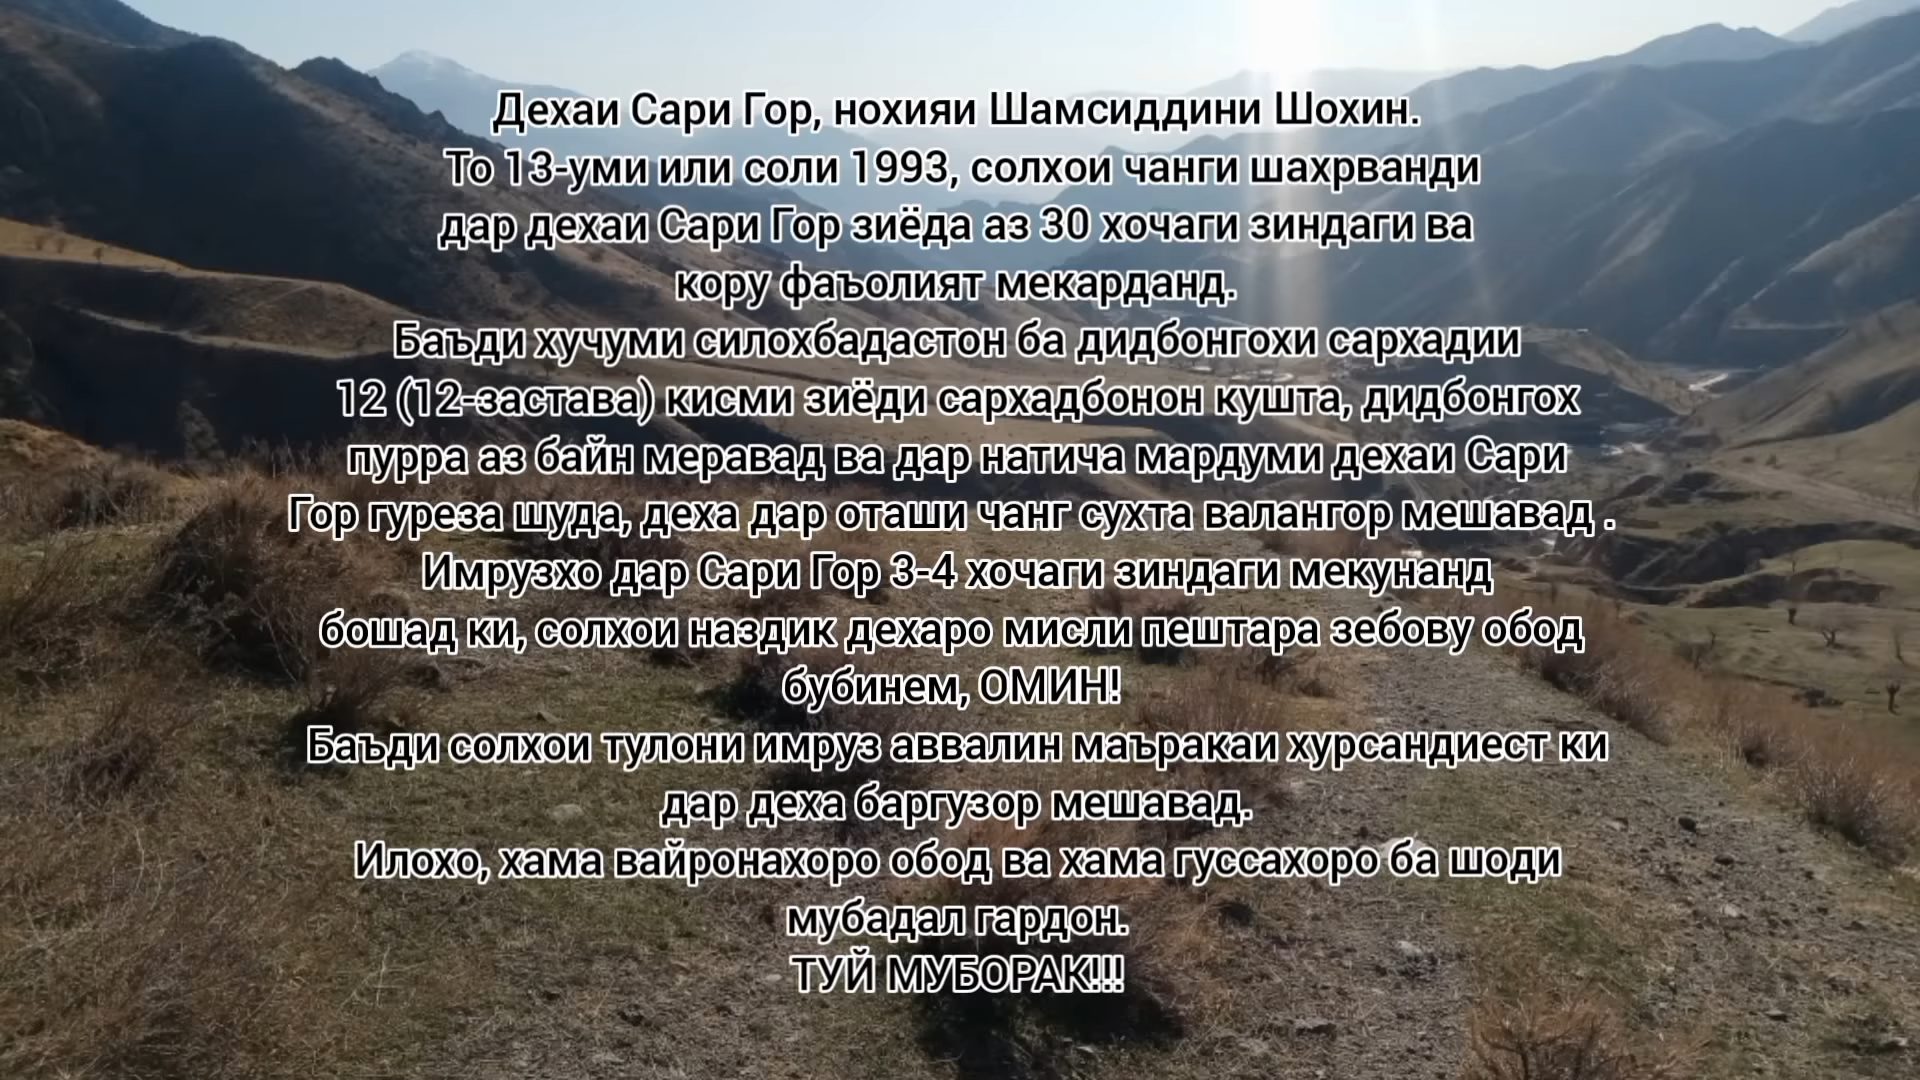 Дехаи Сари Гор, нохияи Шамсиддини Шохин.
То 13-уми или соли 1993, солхои чанги шахрванди
дар дехаи Сари Гор зиёда аз 30 хочаги зиндаги ва
кору фаъолият мекарданд.
Баъди хучуми силохбадастон ба дидбонгохи сархадии
12 (12-застава) кисми зиёди сархадбонон кушта, дидбонгох
пурра аз байн меравад ва дар натича мардуми дехаи Сари
Гор гуреза шуда, деха дар оташи чанг сухта валангор мешавад .
Имрузхо дар Сари Гор 3-4 хочаги зиндаги мекунанд
бошад ки, солхои наздик дехаро мисли пештара зебову обод
бубинем, ОМИН!
Баъди солхои тулони имруз аввалин маъракаи хурсандиест ки
дар деха баргузор мешавад.
Илохо, хама вайронахоро обод ва хама гуссахоро ба шоди
мубадал гардон.
ТУЙ МУБОРАК!!!